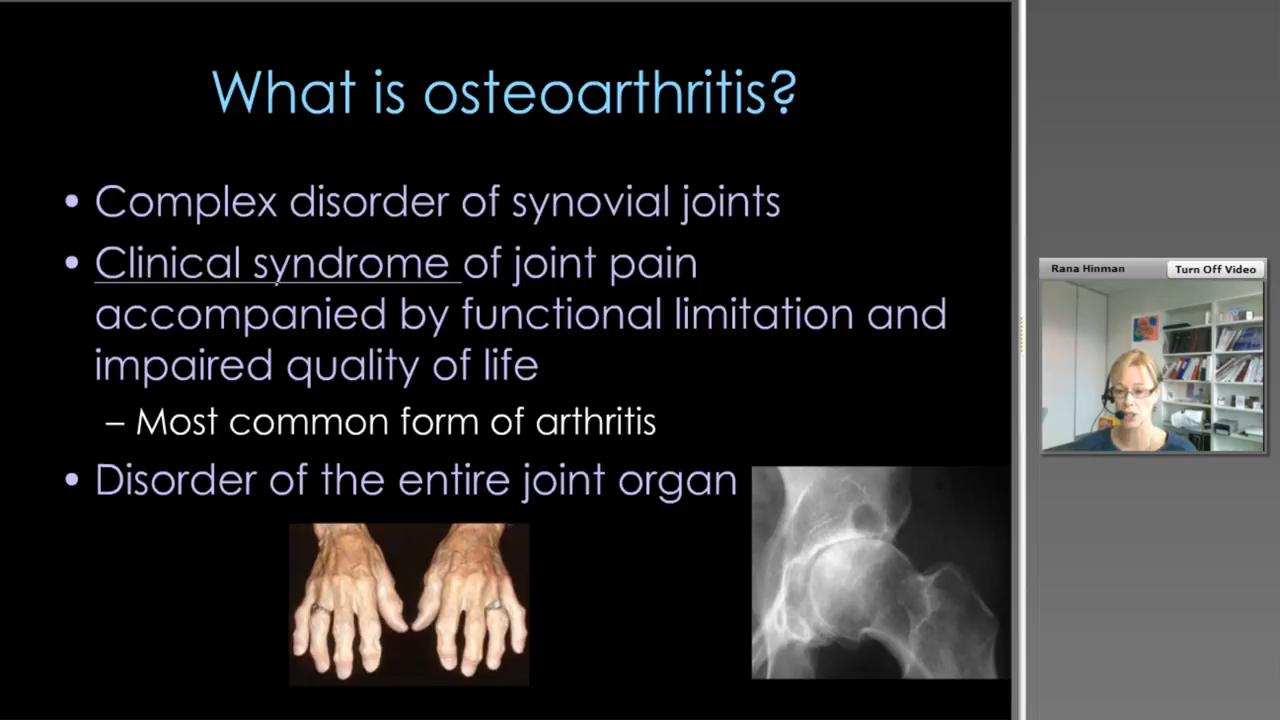 What is osteoarthritis?
• Complex disorder of synovial joints
• Clinical syndrome of joint pain
accompanied by functional limitation and
impaired quality of life
– Most common form of arthritis
• Disorder of the entire joint organ
Rana Hinman
Turn Off Video